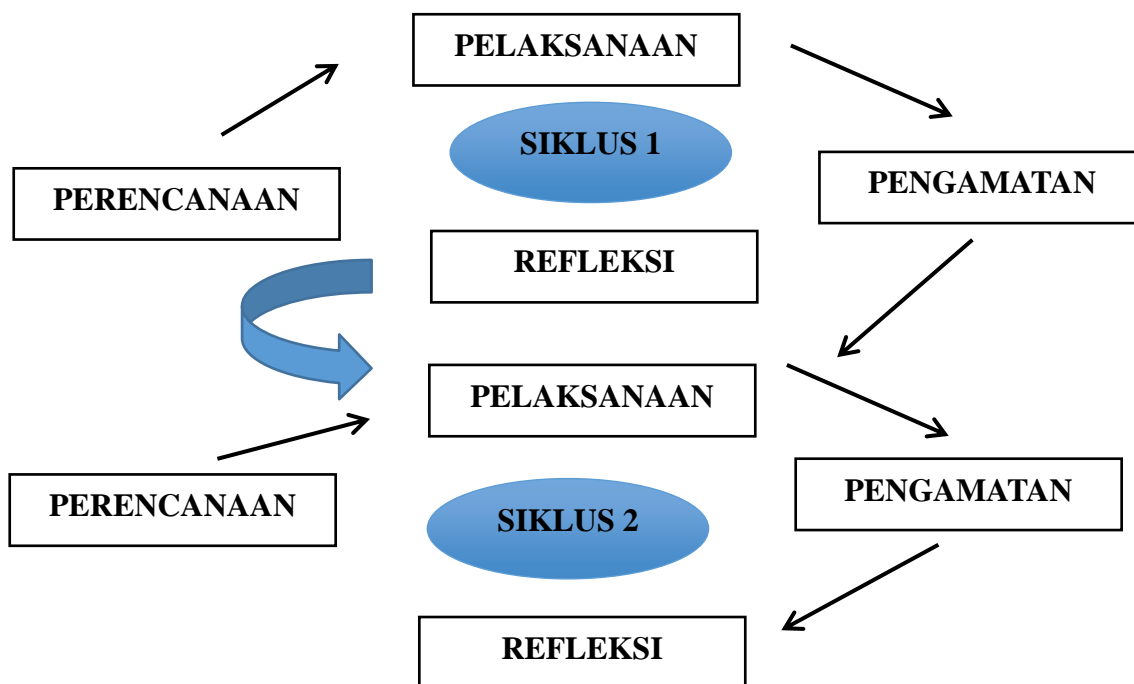 PELAKSANAAN
SIKLUS 1
PERENCANAAN
PENGAMATAN
REFLEKSI
PELAKSANAAN
PERENCANAAN
PENGAMATAN
SIKLUS 2
REFLEKSI